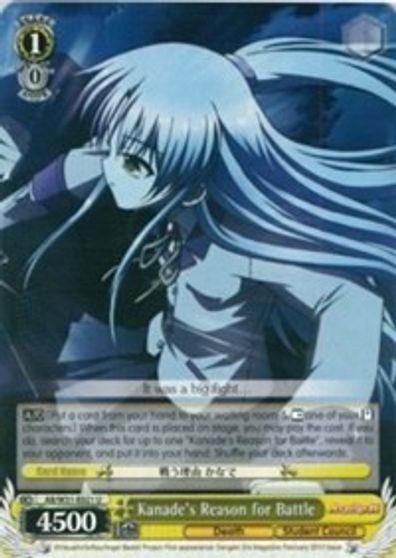 1
0
It was a big fight...
AUTO [Put a card from your hand to your waiting room & one of your
characters] When this card is placed on stage, you may pay the cost. If you
do, search your deck for up to one "Kanade's Reason for Battle", reveal it
and put it to your hand. Shuffle your deck afterwards.
Card Name 戦う理由 かなで
Kanade's Reason for Battle
4500
Death
Student Council